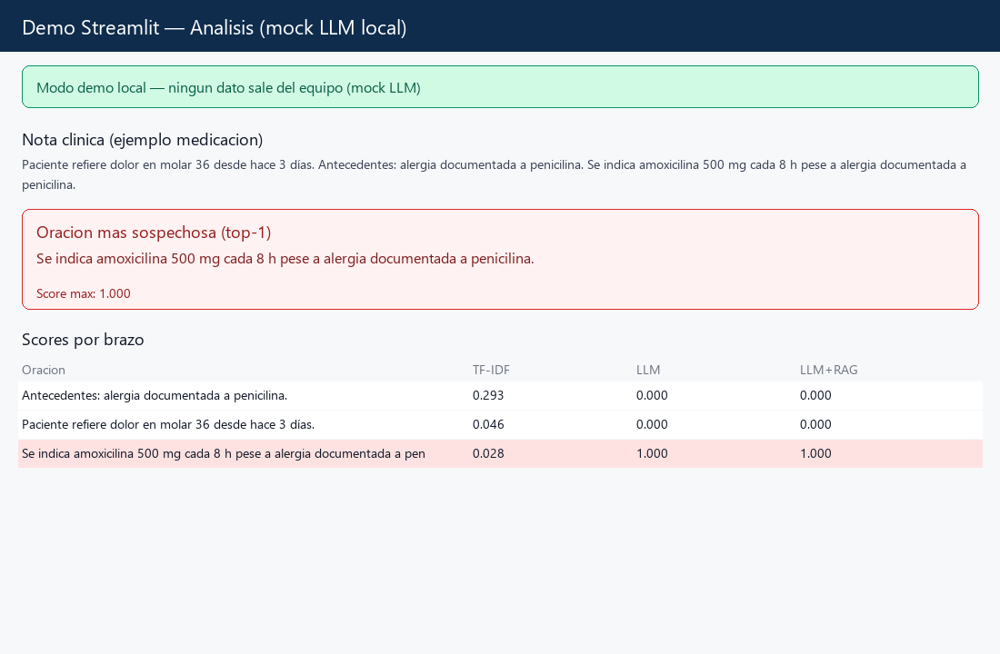 Demo Streamlit — Analisis (mock LLM local)
Modo demo local — ningun dato sale del equipo (mock LLM)
Nota clinica (ejemplo medicacion)
Paciente refiere dolor en molar 36 desde hace 3 días. Antecedentes: alergia documentada a penicilina. Se indica amoxicilina 500 mg cada 8 h pese a alergia documentada a
penicilina.
Oracion mas sospechosa (top-1)
Se indica amoxicilina 500 mg cada 8 h pese a alergia documentada a penicilina.
Score max: 1.000
Scores por brazo
Oracion TF-IDF LLM LLM+RAG
Antecedentes: alergia documentada a penicilina. 0.293 0.000 0.000
Paciente refiere dolor en molar 36 desde hace 3 días. 0.046 0.000 0.000
Se indica amoxicilina 500 mg cada 8 h pese a alergia documentada a pen 0.028 1.000 1.000